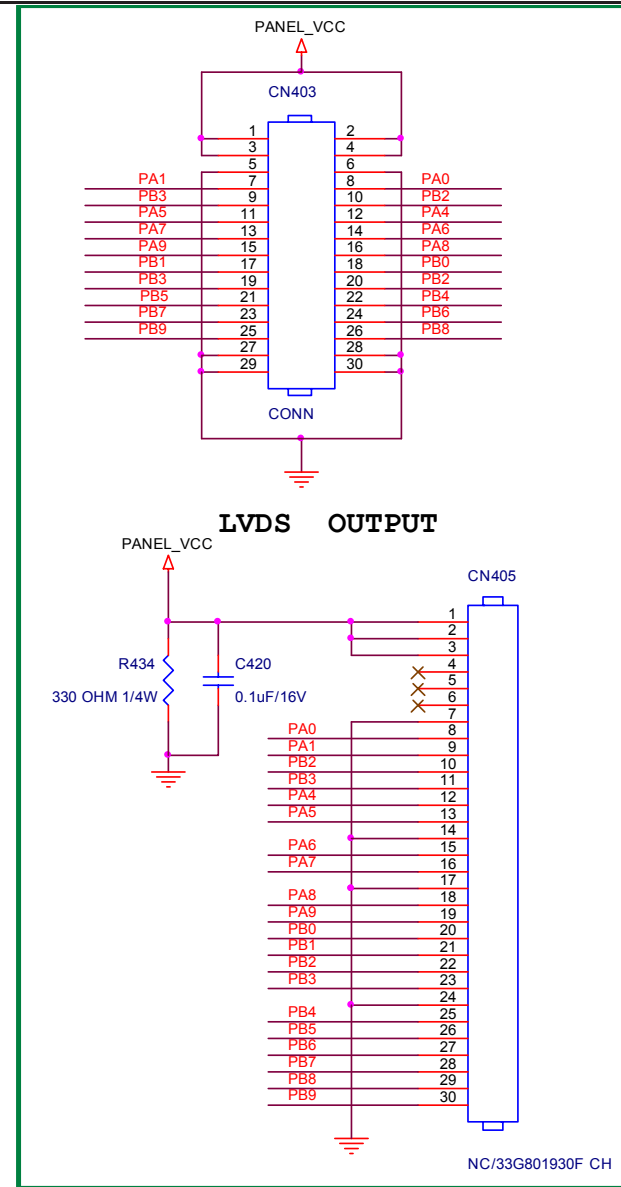 PANEL_VCC
CN403
1 2
3 4
5 6
PA1 7 8 PA0
PB3 9 10 PB2
PA5 11 12 PA4
PA7 13 14 PA6
PA9 15 16 PA8
PB1 17 18 PB0
PB3 19 20 PB2
PB5 21 22 PB4
PB7 23 24 PB6
PB9 25 26 PB8
27 28
29 30
CONN
LVDS OUTPUT
PANEL_VCC
CN405
1
2
3
R434 C420
330 OHM 1/4W 0.1uF/16V
4
5
6
7
PA0 8
PA1 9
PB2 10
PB3 11
PA4 12
PA5 13
14
PA6 15
PA7 16
17
PA8 18
PA9 19
PB0 20
PB1 21
PB2 22
PB3 23
24
PB4 25
PB5 26
PB6 27
PB7 28
PB8 29
PB9 30
NC/33G801930F CH